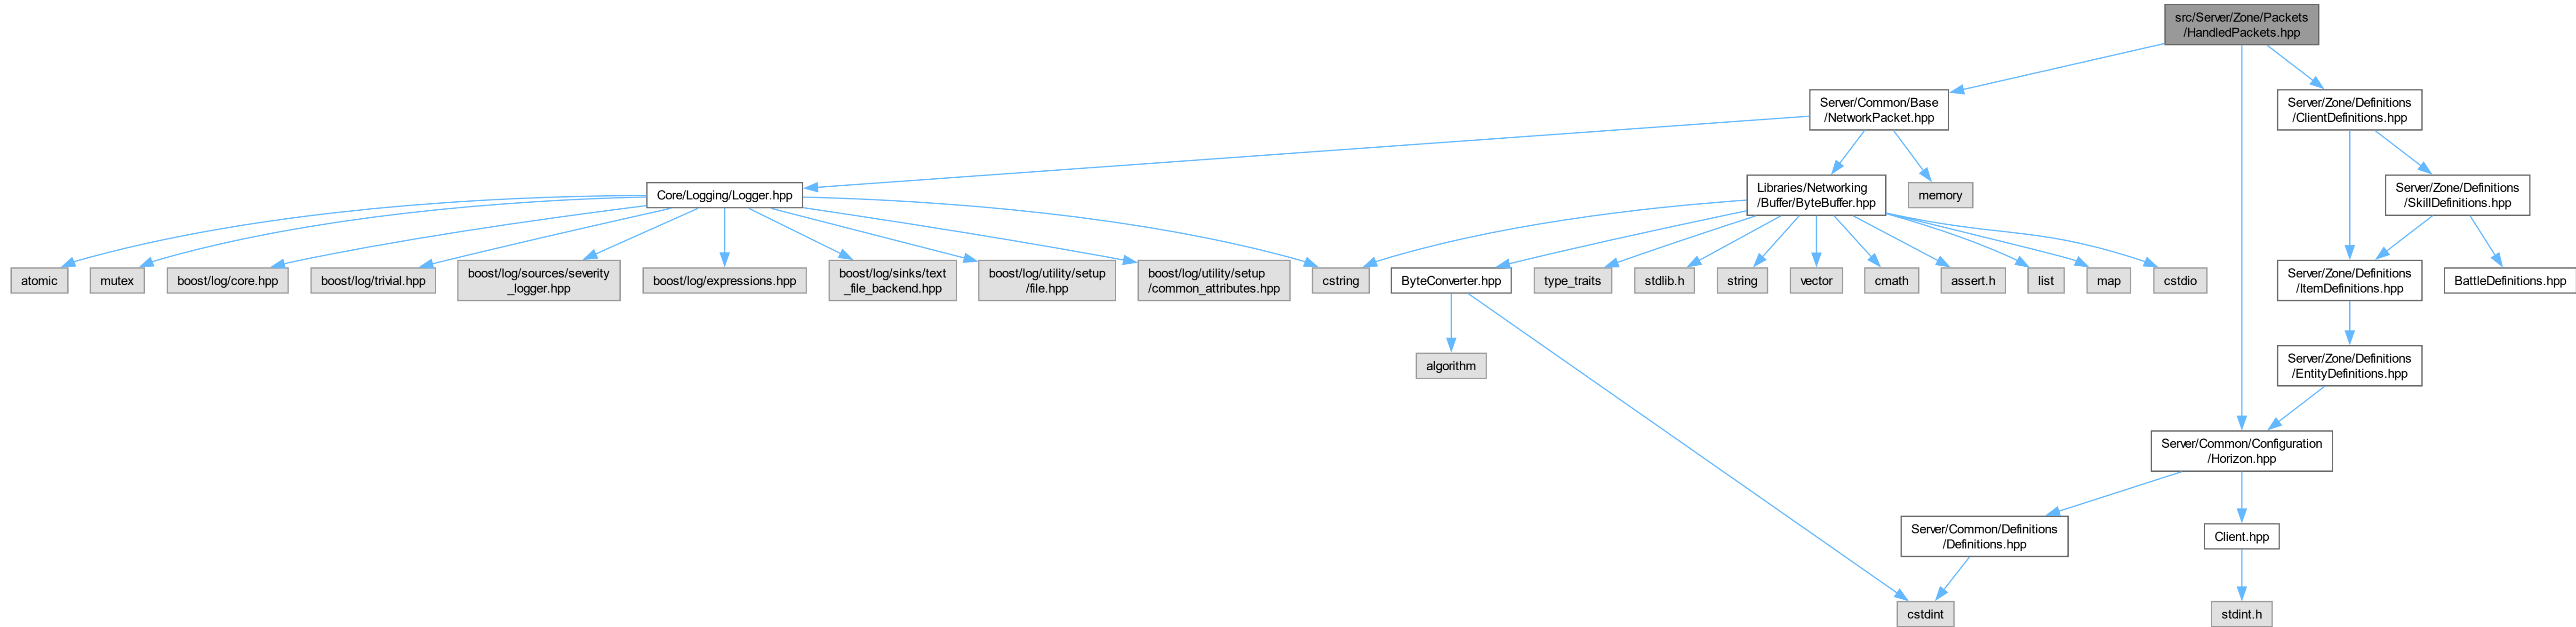 src/Server/Zone/Packets
/HandledPackets.hpp
Server/Common/Base
/NetworkPacket.hpp
Server/Zone/Definitions
/ClientDefinitions.hpp
Core/Logging/Logger.hpp
Libraries/Networking
/Buffer/ByteBuffer.hpp
memory
Server/Zone/Definitions
/SkillDefinitions.hpp
atomic
mutex
boost/log/core.hpp
boost/log/trivial.hpp
boost/log/sources/severity
_logger.hpp
boost/log/expressions.hpp
boost/log/sinks/text
_file_backend.hpp
boost/log/utility/setup
/file.hpp
boost/log/utility/setup
/common_attributes.hpp
cstring
ByteConverter.hpp
type_traits
stdlib.h
string
vector
cmath
assert.h
list
map
cstdio
Server/Zone/Definitions
/ItemDefinitions.hpp
BattleDefinitions.hpp
algorithm
Server/Zone/Definitions
/EntityDefinitions.hpp
Server/Common/Configuration
/Horizon.hpp
Server/Common/Definitions
/Definitions.hpp
Client.hpp
cstdint
stdint.h